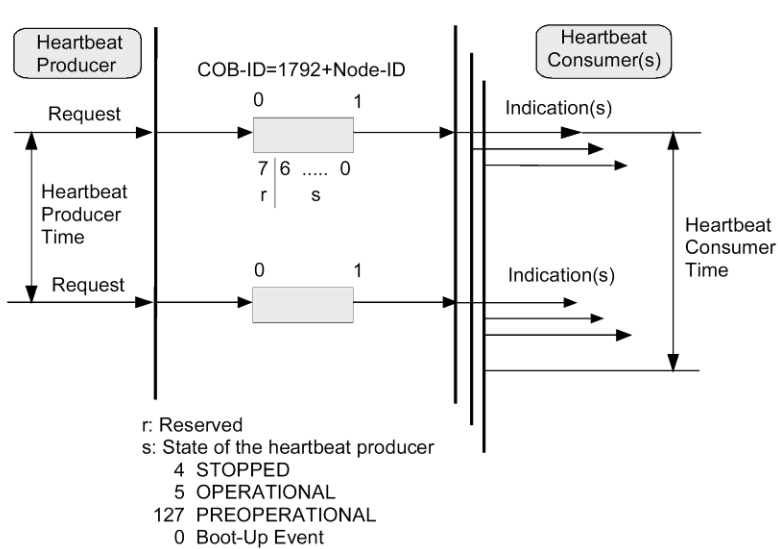 Heartbeat
Producer
Heartbeat
Consumer(s)
COB-ID=1792+Node-ID
Request
0 1
Indication(s)
7 6 ..... 0
r s
Heartbeat
Producer
Time
Heartbeat
Consumer
Time
Request
0 1
Indication(s)
r: Reserved
s: State of the heartbeat producer
4 STOPPED
5 OPERATIONAL
127 PREOPERATIONAL
0 Boot-Up Event